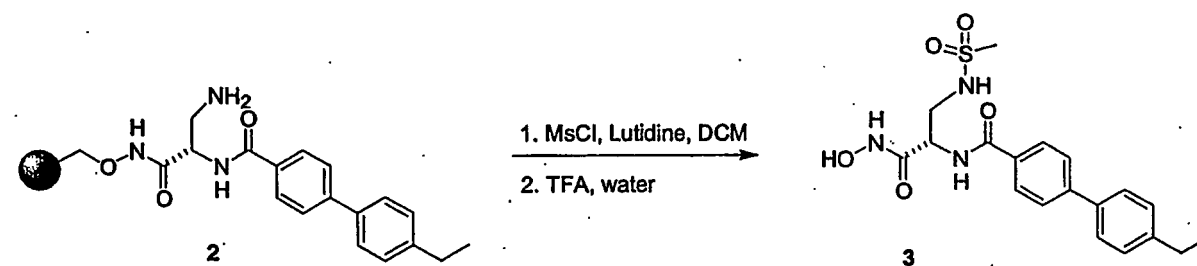 NH₂
H
N
O
O
N
H
O
2
1. MsCl, Lutidine, DCM
2. TFA, water
O
S
O
NH
H
N
HO
O
N
H
O
3